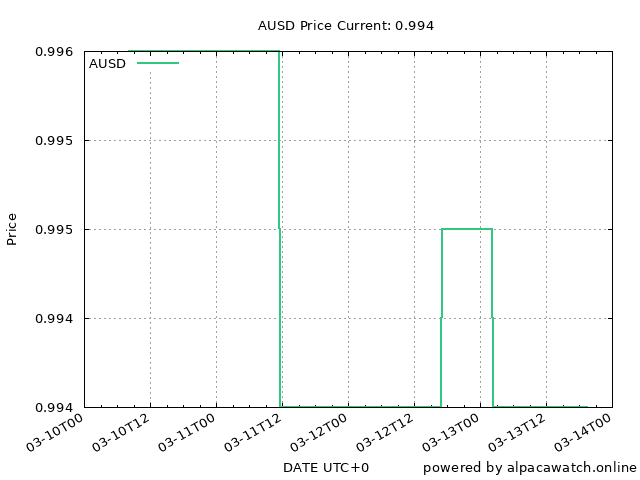 AUSD Price Current: 0.994
0.996
AUSD
0.995
0.995
0.994
0.994
Price
03-10T00
03-10T12
03-11T00
03-11T12
03-12T00
03-12T12
03-13T00
03-13T12
03-14T00
DATE UTC+0
powered by alpacawatch.online